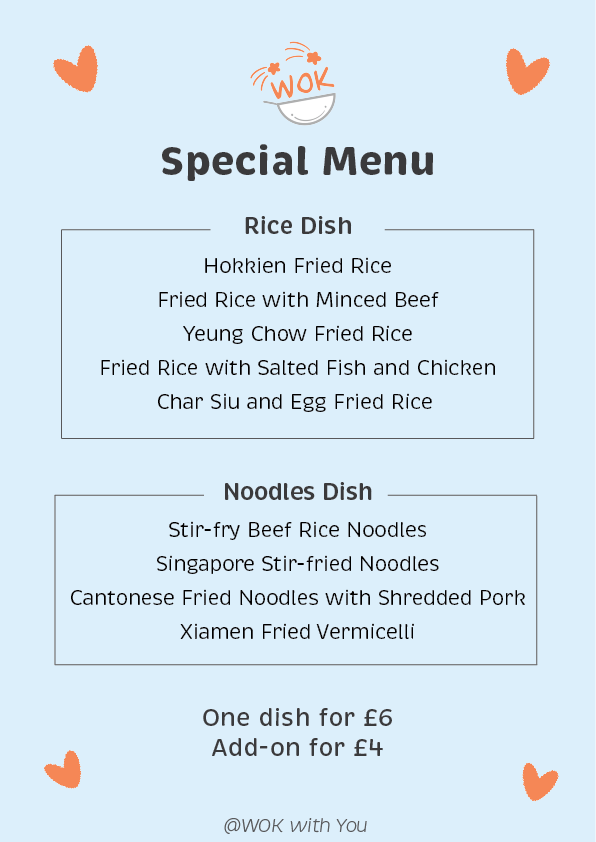 WOK
Special Menu
Rice Dish
Hokkien Fried Rice
Fried Rice with Minced Beef
Yeung Chow Fried Rice
Fried Rice with Salted Fish and Chicken
Char Siu and Egg Fried Rice
Noodles Dish
Stir-fry Beef Rice Noodles
Singapore Stir-fried Noodles
Cantonese Fried Noodles with Shredded Pork
Xiamen Fried Vermicelli
One dish for £6
Add-on for £4
@WOK with You